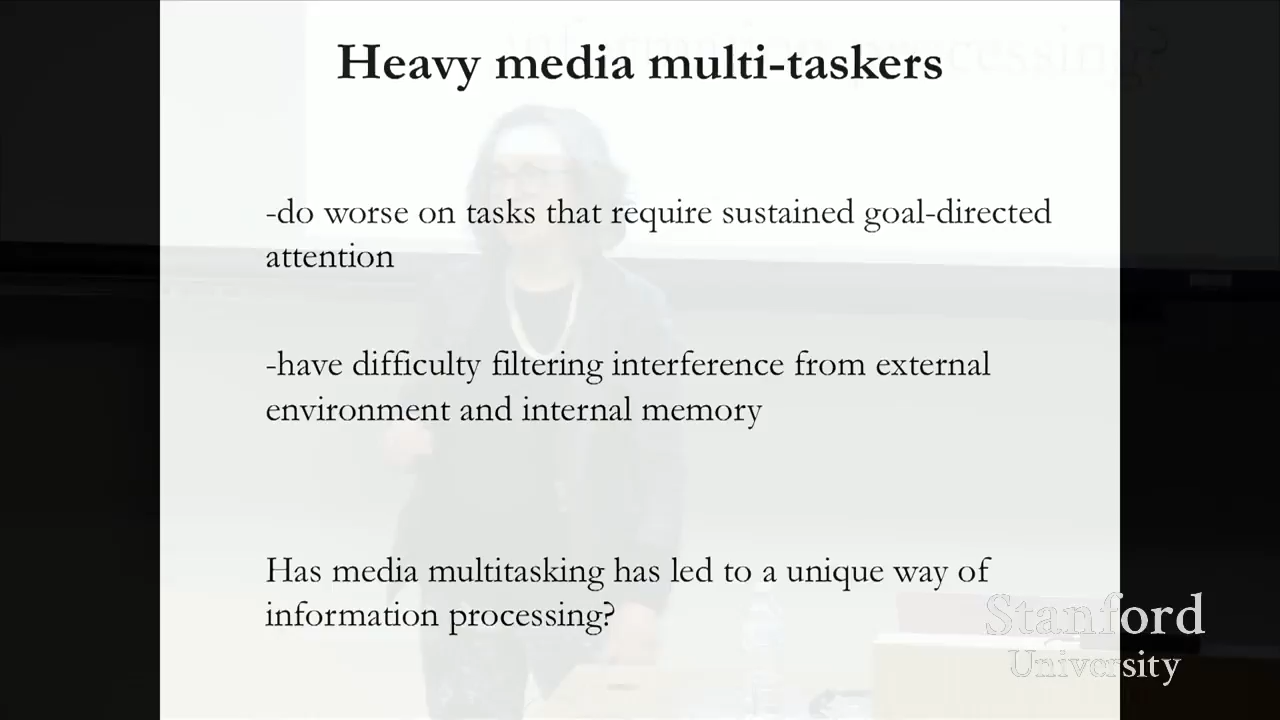 Heavy media multi-taskers
-do worse on tasks that require sustained goal-directed
attention
-have difficulty filtering interference from external
environment and internal memory
Has media multitasking has led to a unique way of
information processing?
Stanford
University